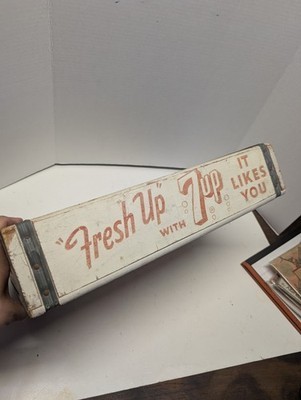 "Fresh Up"
WITH
7up
IT
LIKES
YOU